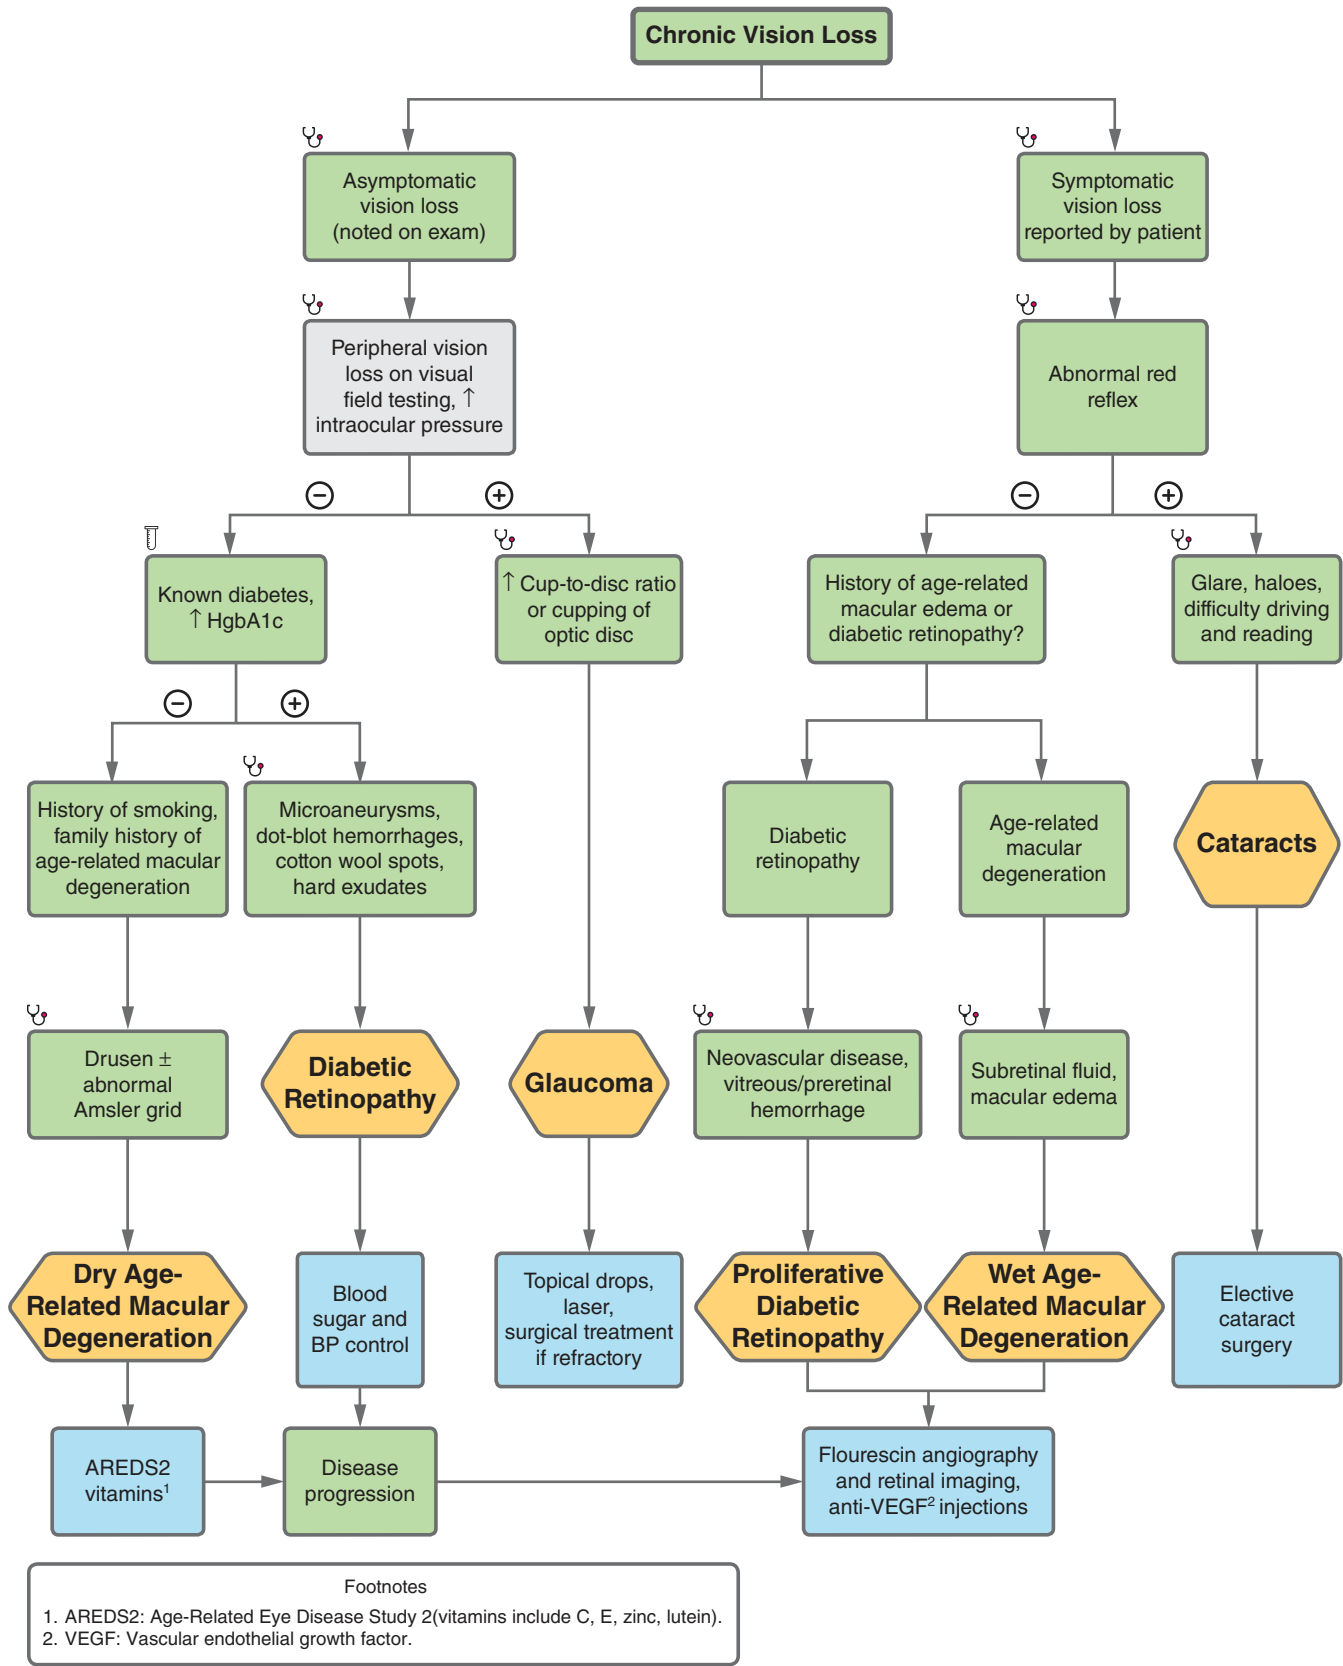 Chronic Vision Loss
Asymptomatic
vision loss
(noted on exam)
Symptomatic
vision loss
reported by patient
Peripheral vision
loss on visual
field testing, ↑
intraocular pressure
Abnormal red
reflex
−
+
−
+
Known diabetes,
↑ HgbA1c
↑ Cup-to-disc ratio
or cupping of
optic disc
History of age-related
macular edema or
diabetic retinopathy?
Glare, haloes,
difficulty driving
and reading
−
+
History of smoking,
family history of
age-related macular
degeneration
Microaneurysms,
dot-blot hemorrhages,
cotton wool spots,
hard exudates
Diabetic
retinopathy
Age-related
macular
degeneration
Cataracts
Drusen ±
abnormal
Amsler grid
Diabetic
Retinopathy
Glaucoma
Neovascular disease,
vitreous/preretinal
hemorrhage
Subretinal fluid,
macular edema
Dry Age-
Related Macular
Degeneration
Blood
sugar and
BP control
Topical drops,
laser,
surgical treatment
if refractory
Proliferative
Diabetic
Retinopathy
Wet Age-
Related Macular
Degeneration
Elective
cataract
surgery
AREDS2
vitamins1
Disease
progression
Flourescin angiography
and retinal imaging,
anti-VEGF2 injections
Footnotes
1. AREDS2: Age-Related Eye Disease Study 2(vitamins include C, E, zinc, lutein).
2. VEGF: Vascular endothelial growth factor.